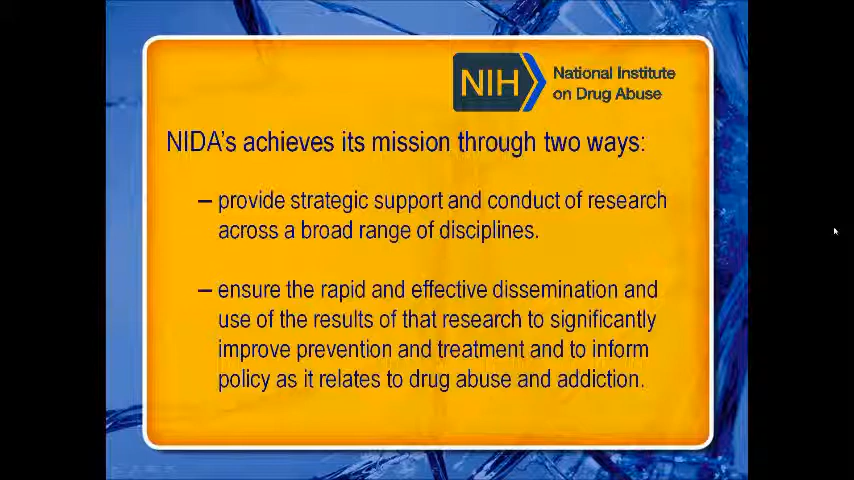 NIH National Institute
on Drug Abuse
NIDA's achieves its mission through two ways:
– provide strategic support and conduct of research
across a broad range of disciplines.
– ensure the rapid and effective dissemination and
use of the results of that research to significantly
improve prevention and treatment and to inform
policy as it relates to drug abuse and addiction.